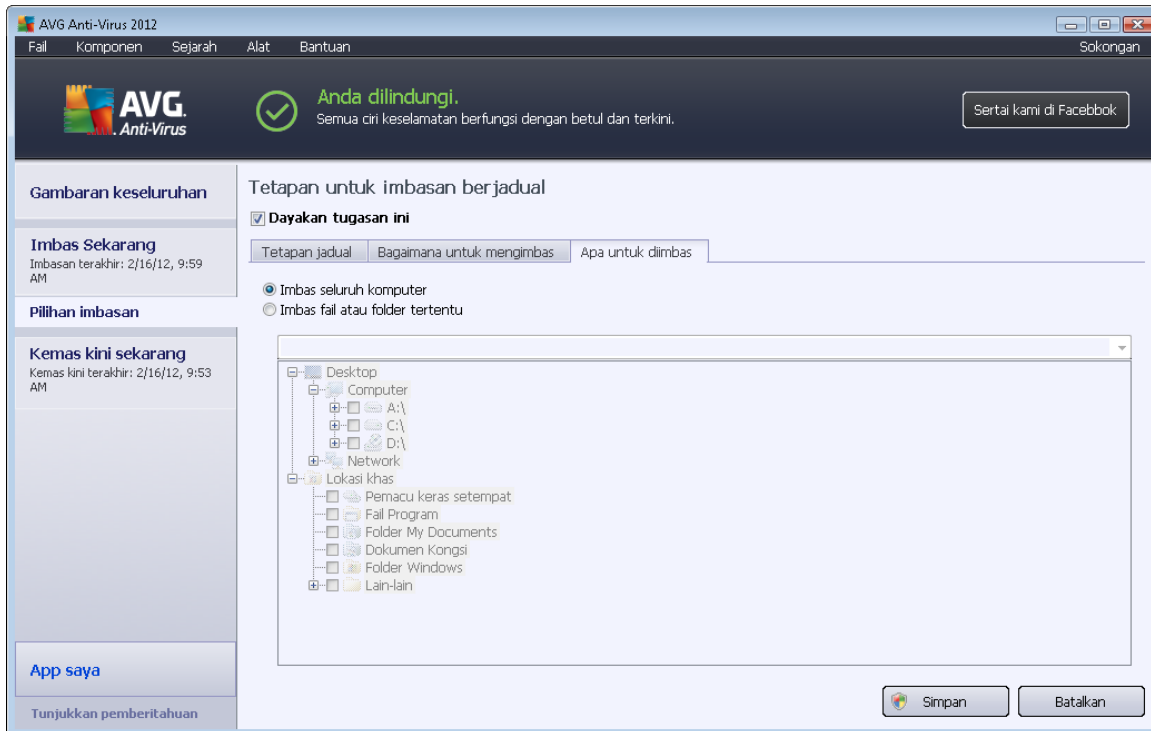 AVG Anti-Virus 2012
Fail Komponen Sejarah Alat Bantuan Sokongan
AVG.
Anti-Virus
Anda dilindungi.
Semua ciri keselamatan berfungsi dengan betul dan terkini.
Sertai kami di Facebbok
Gambaran keseluruhan
Imbas Sekarang
Imbasan terakhir: 2/16/12, 9:59
AM
Pilihan imbasan
Kemas kini sekarang
Kemas kini terakhir: 2/16/12, 9:53
AM
App saya
Tunjukkan pemberitahuan
Tetapan untuk imbasan berjadual
Dayakan tugasan ini
Tetapan jadual Bagaimana untuk mengimbas Apa untuk diimbas
Imbas seluruh komputer
Imbas fail atau folder tertentu
Desktop
Computer
A:\
C:\
D:\
Network
Lokasi khas
Pemacu keras setempat
Fail Program
Folder My Documents
Dokumen Kongsi
Folder Windows
Lain-lain
Simpan Batalkan